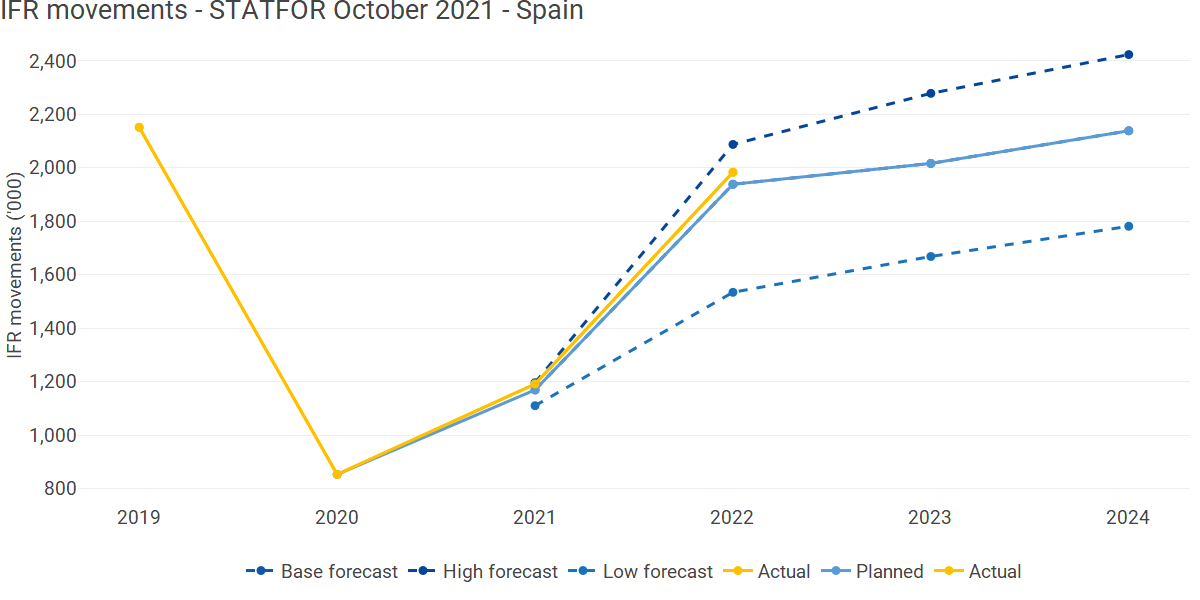 IFR movements - STATFOR October 2021 - Spain
IFR movements ('000)
2,400
2,200
2,000
1,800
1,600
1,400
1,200
1,000
800
2019 2020 2021 2022 2023 2024
Base forecast High forecast Low forecast Actual Planned Actual